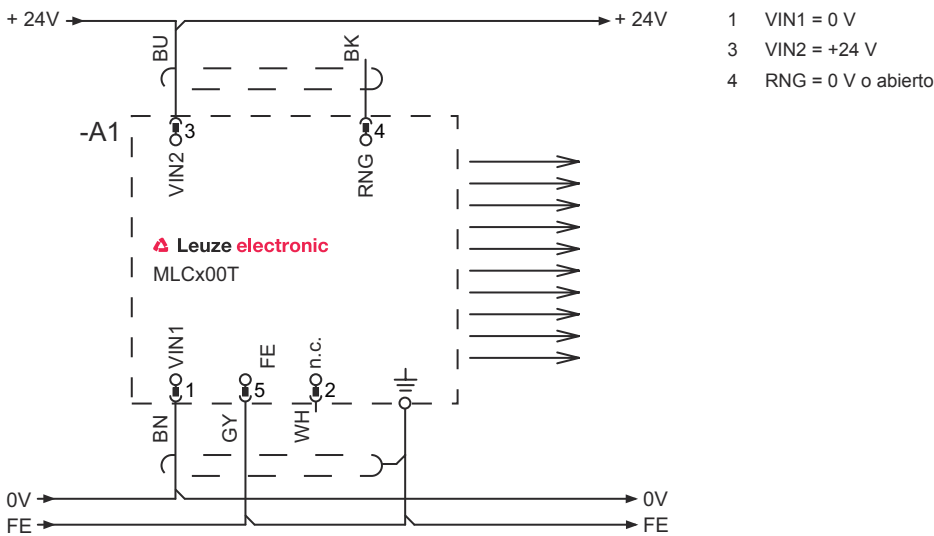 + 24V
+ 24V
1 VIN1 = 0 V
3 VIN2 = +24 V
4 RNG = 0 V o abierto
BU
BK
-A1
3
4
VIN2
RNG
Leuze electronic
MLCx00T
VIN1
FE
n.c.
1
5
2
BN
GY
WH
0V
0V
FE
FE